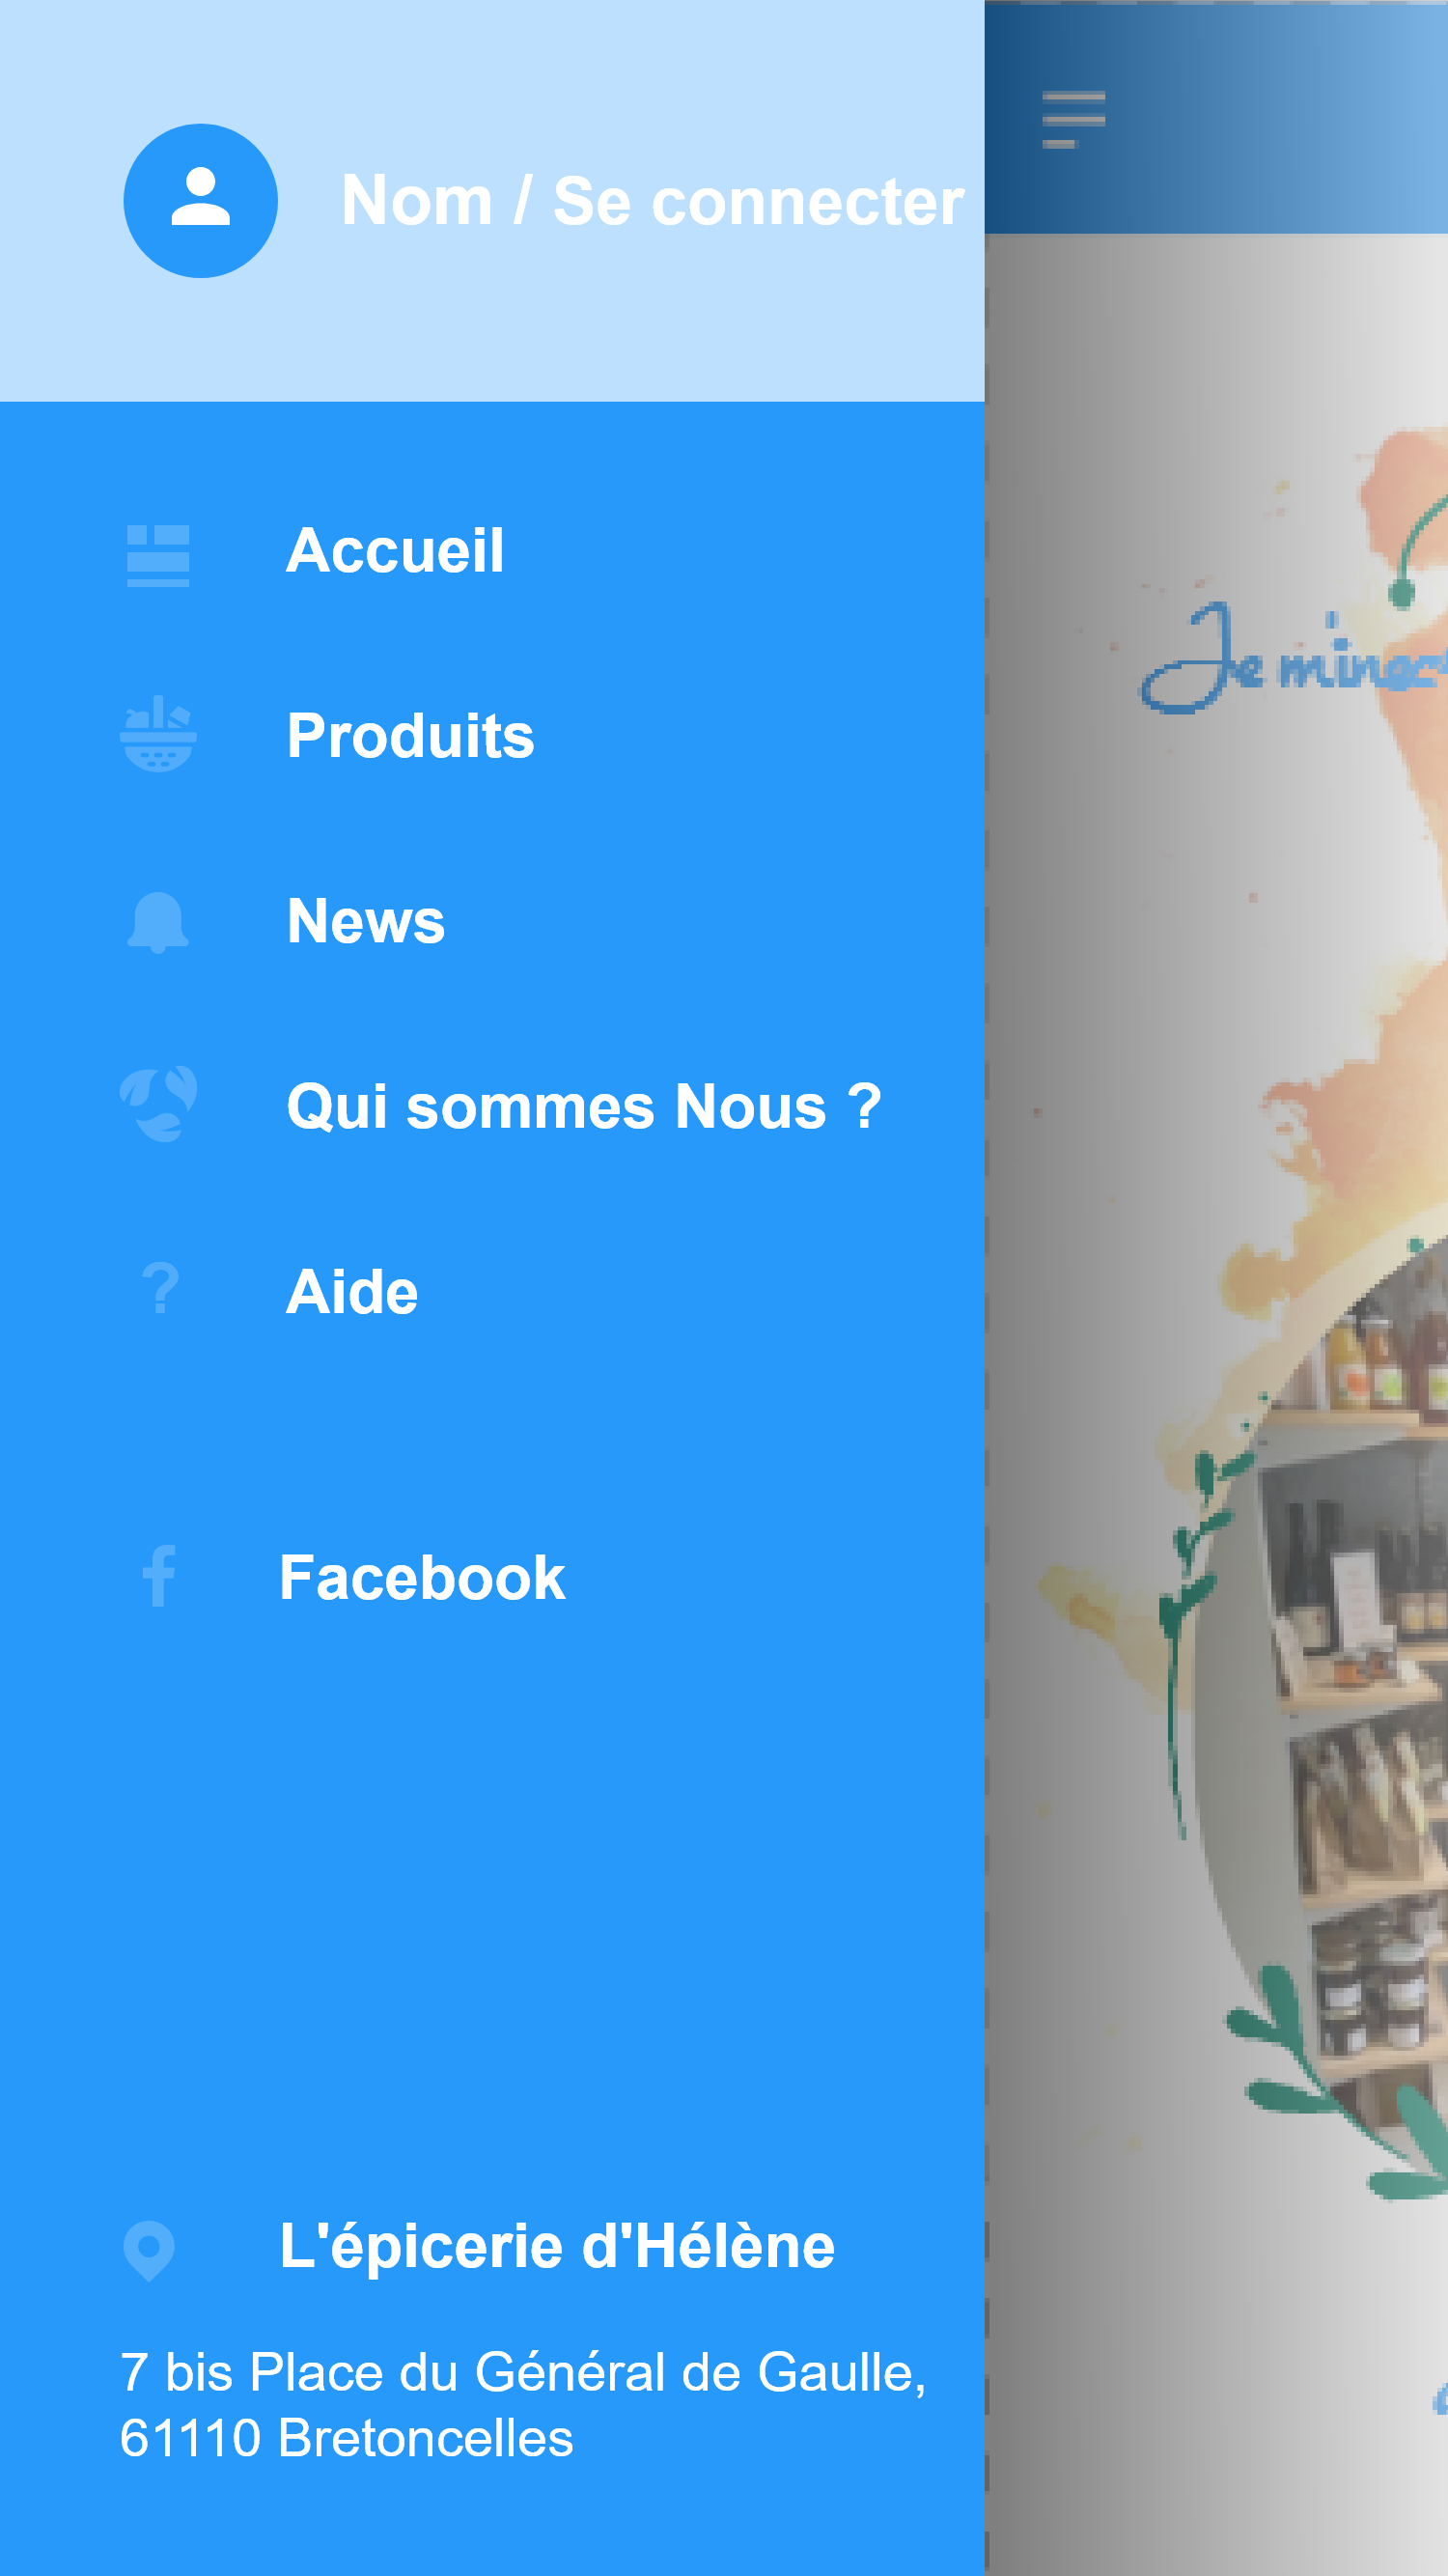 Nom / Se connecter
Accueil
Produits
News
Qui sommes Nous ?
? Aide
f Facebook
L'épicerie d'Hélène
7 bis Place du Général de Gaulle,
61110 Bretoncelles
Je